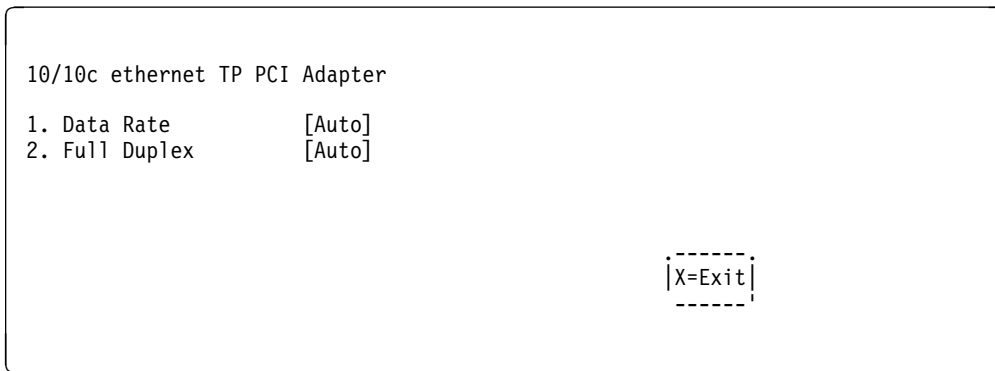 10/10c ethernet TP PCI Adapter
1. Data Rate [Auto]
2. Full Duplex [Auto]
X=Exit